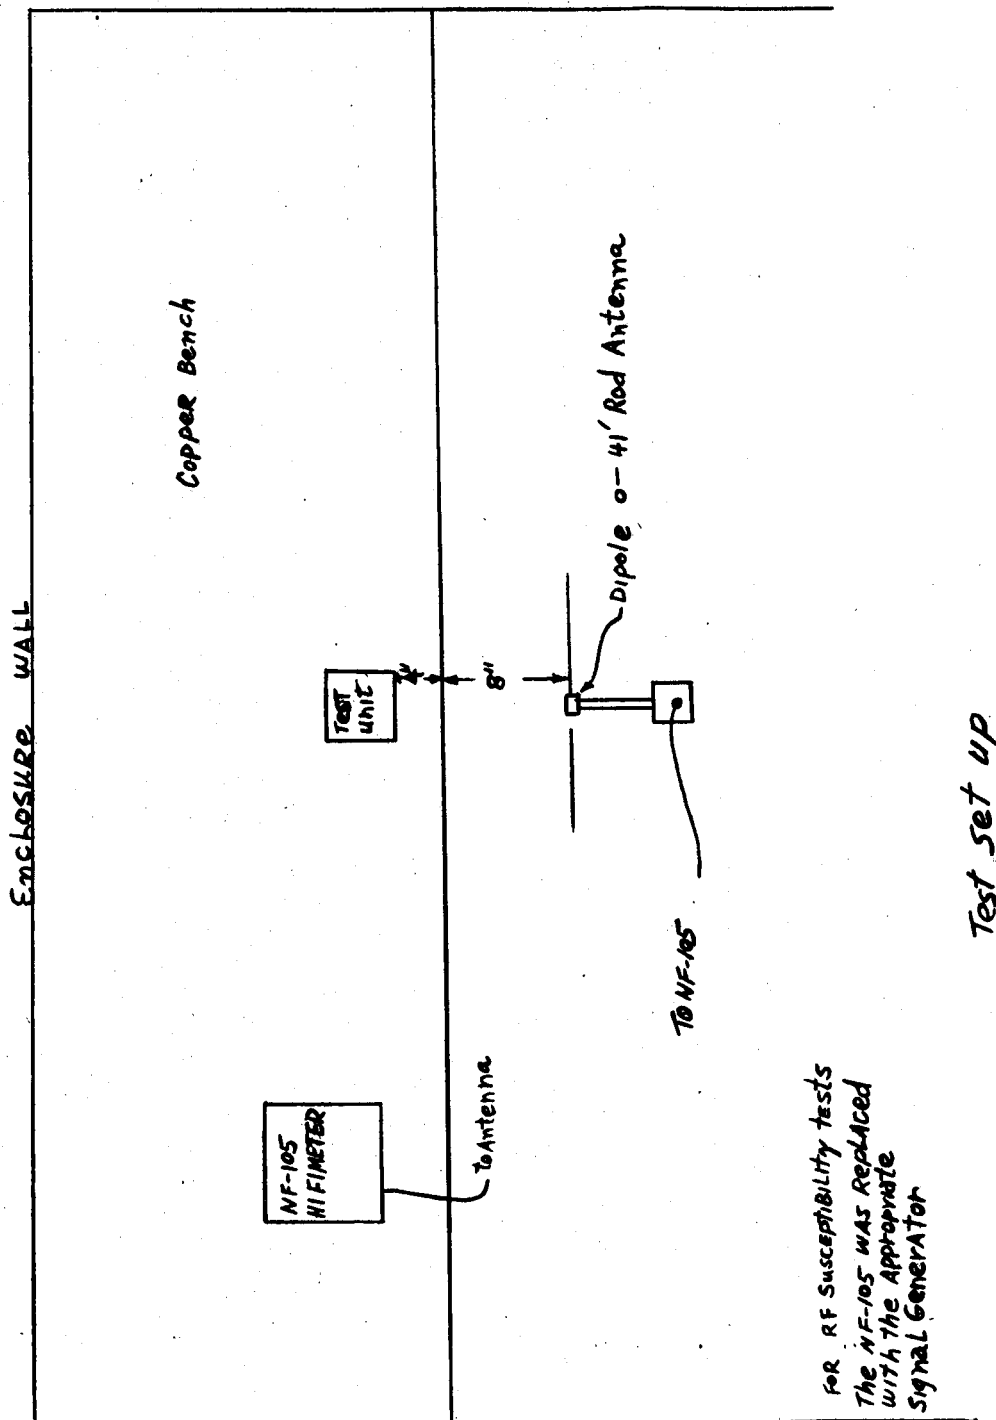 Enclosure WALL
Copper Bench
TEST
Unit
4"
8"
Dipole o- 41' Rod Antenna
To NF-105
NF-105
HI FIMETER
to Antenna
FOR RF Susceptibility tests
The NF-105 WAS Replaced
with the Appropriate
Signal Generator
Test set up